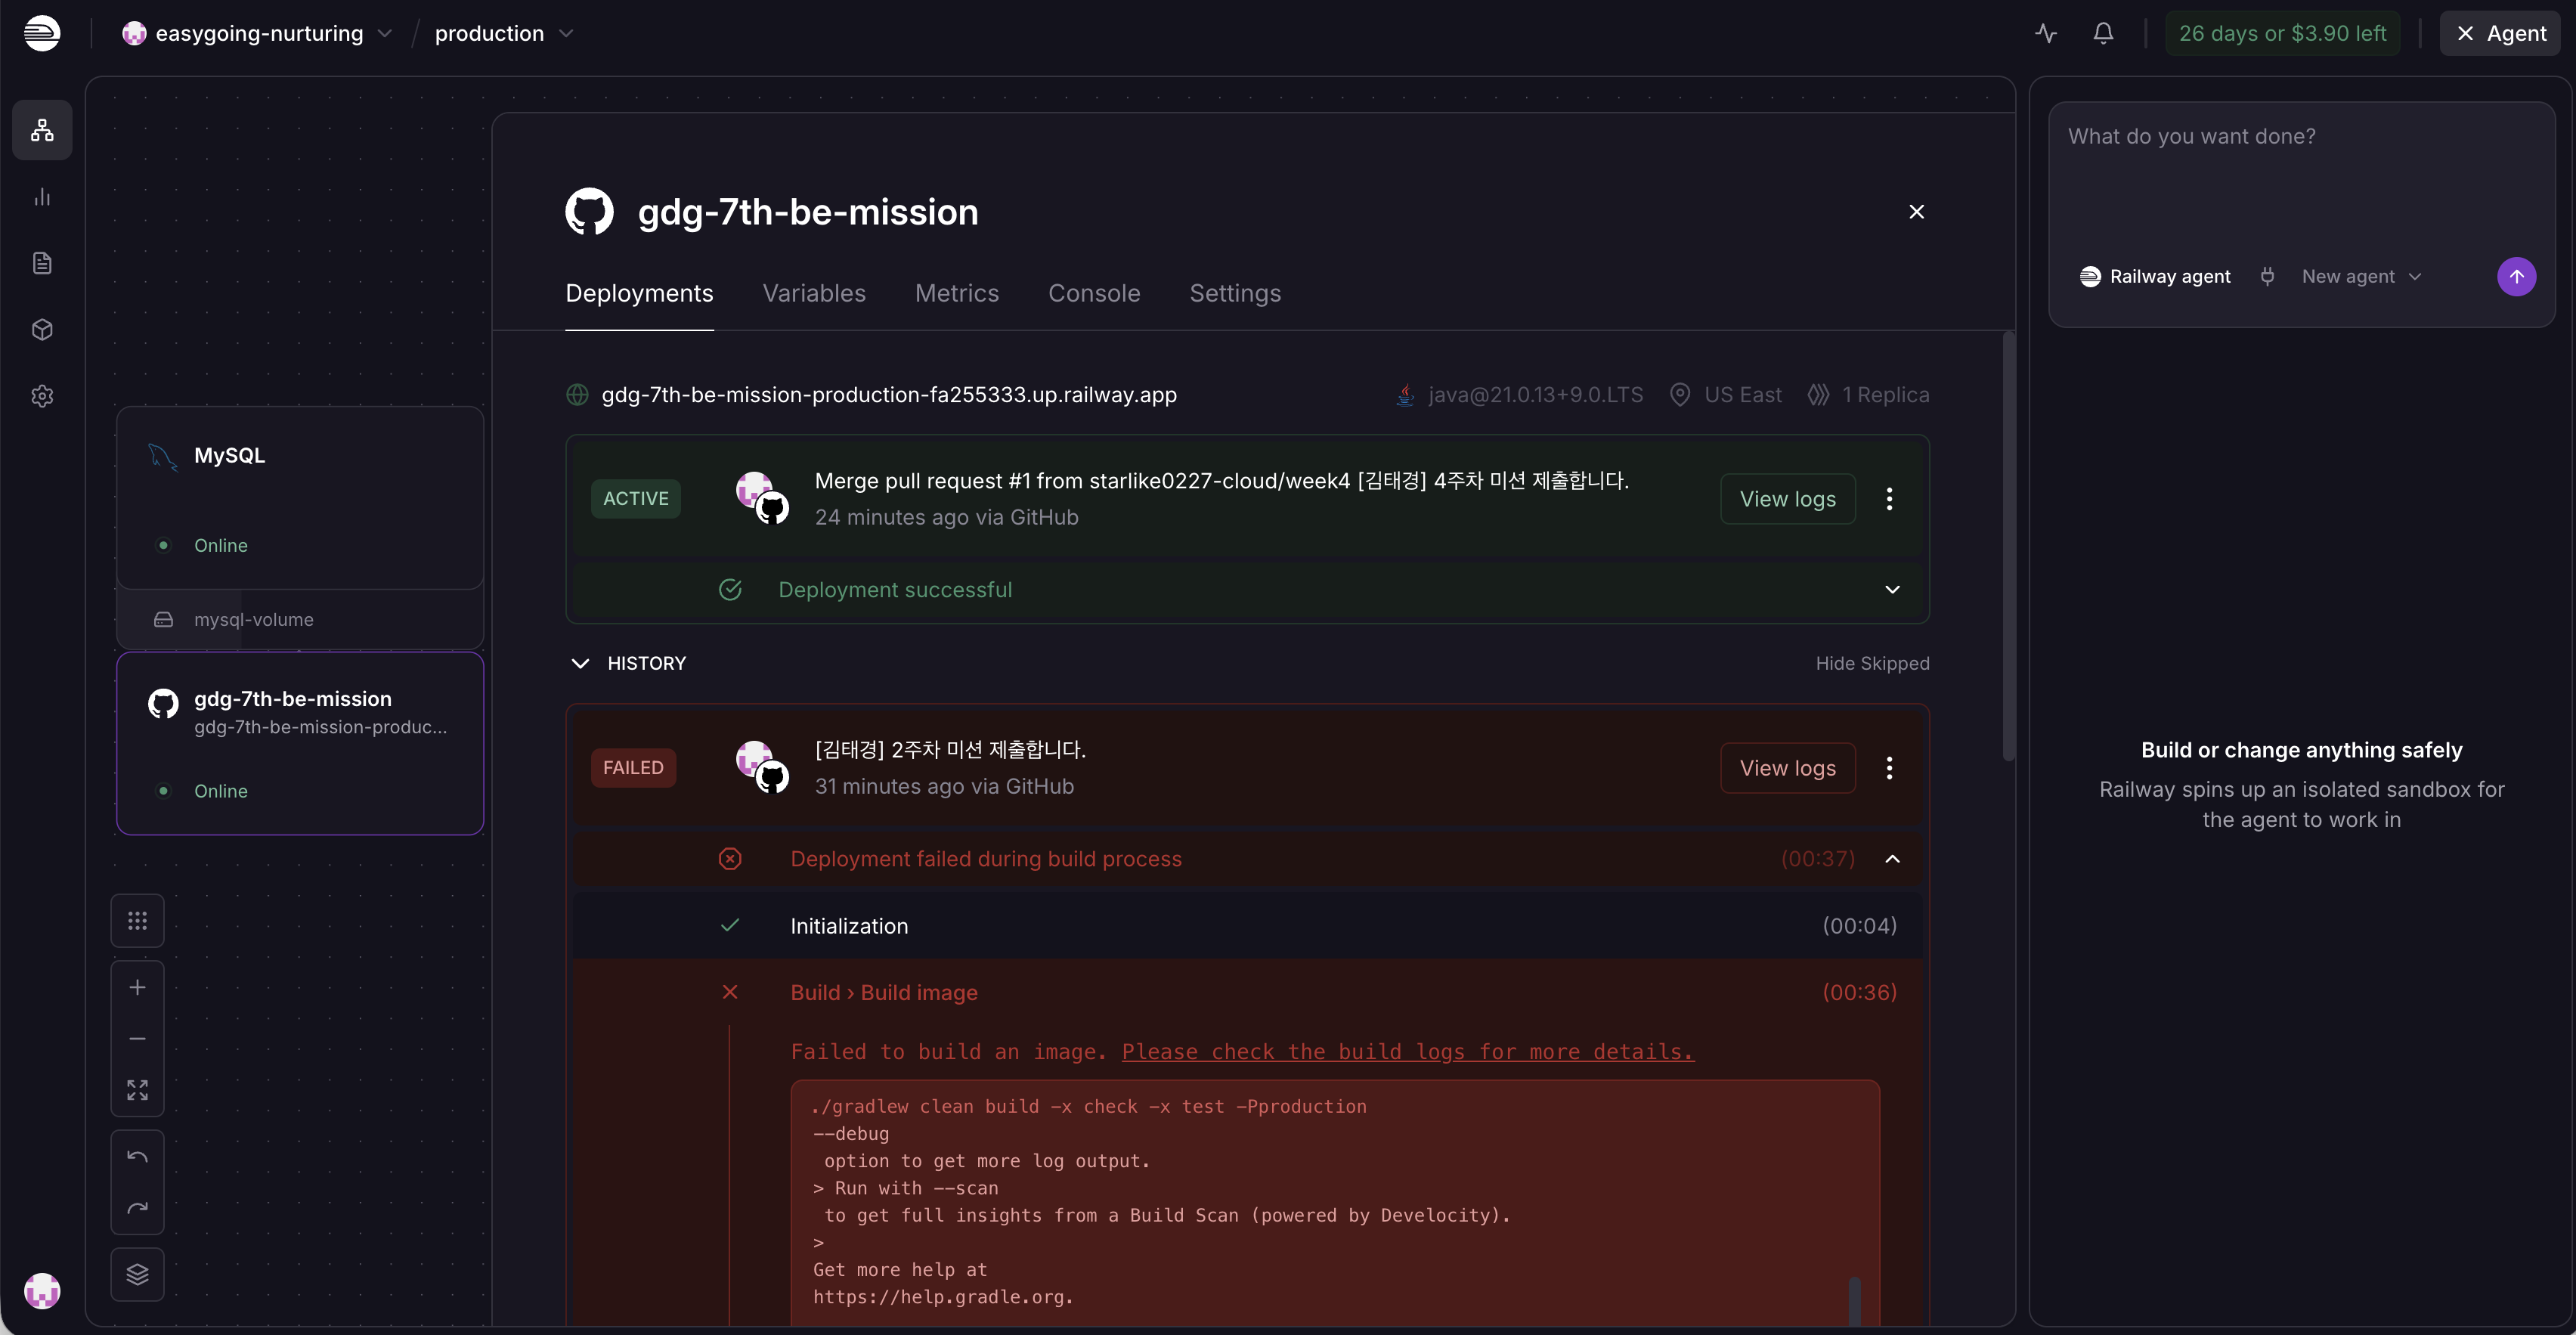 easygoing-nurturing
production
26 days or $3.90 left
Agent
MySQL
Online
mysql-volume
gdg-7th-be-mission
gdg-7th-be-mission-produc...
Online
gdg-7th-be-mission
Deployments
Variables
Metrics
Console
Settings
gdg-7th-be-mission-production-fa255333.up.railway.app
java@21.0.13+9.0.LTS
US East
1 Replica
ACTIVE
Merge pull request #1 from starlike0227-cloud/week4 [김태경] 4주차 미션 제출합니다.
24 minutes ago via GitHub
View logs
Deployment successful
HISTORY
Hide Skipped
FAILED
[김태경] 2주차 미션 제출합니다.
31 minutes ago via GitHub
View logs
Deployment failed during build process
(00:37)
Initialization
(00:04)
Build › Build image
(00:36)
Failed to build an image. Please check the build logs for more details.
./gradlew clean build -x check -x test -Pproduction
--debug
option to get more log output.
> Run with --scan
to get full insights from a Build Scan (powered by Develocity).
>
Get more help at
https://help.gradle.org.
What do you want done?
Railway agent
New agent
Build or change anything safely
Railway spins up an isolated sandbox for
the agent to work in